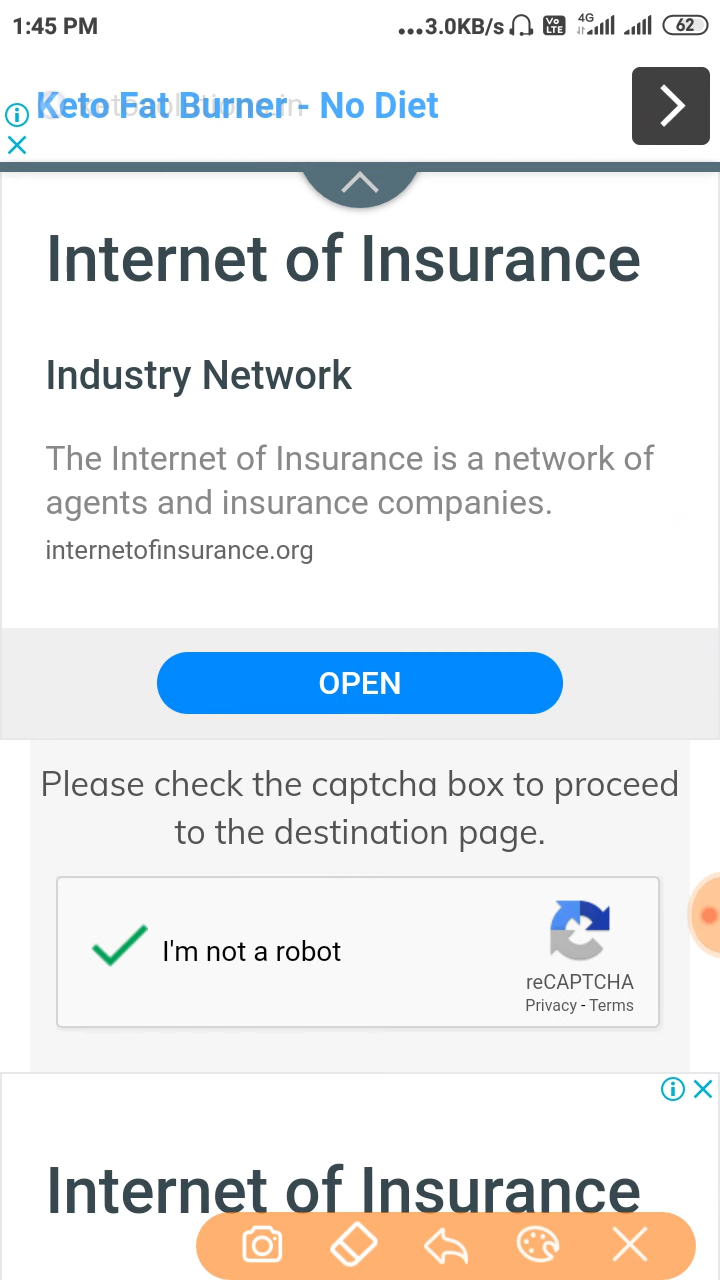 1:45 PM
...3.0KB/s
Vo
LTE
4G
62
Keto Fat Burner - No Diet
Internet of Insurance
Industry Network
The Internet of Insurance is a network of
agents and insurance companies.
internetofinsurance.org
OPEN
Please check the captcha box to proceed
to the destination page.
I'm not a robot
reCAPTCHA
Privacy - Terms
Internet of Insurance